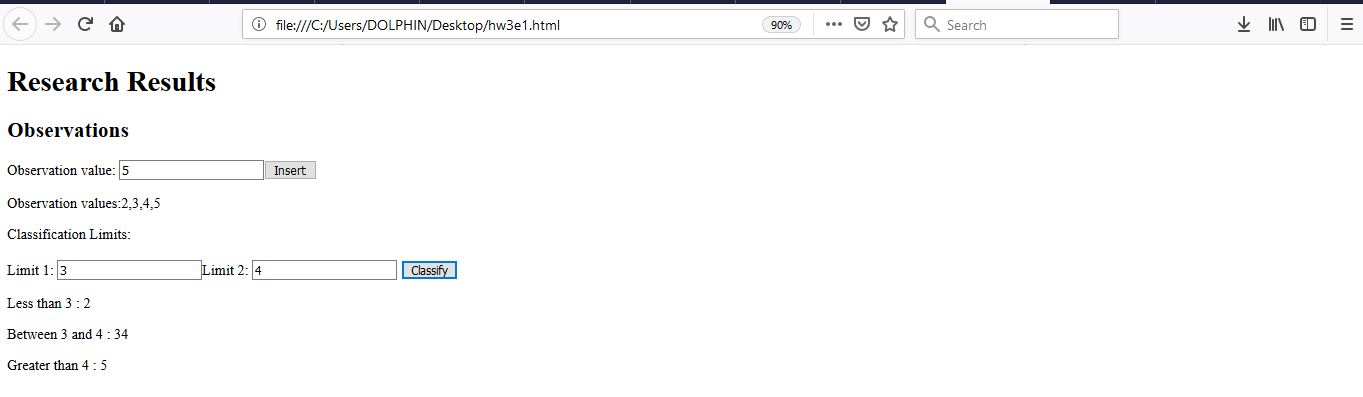 file:///C:/Users/DOLPHIN/Desktop/hw3e1.html 90% Search
Research Results
Observations
Observation value: 5 Insert
Observation values:2,3,4,5
Classification Limits:
Limit 1: 3 Limit 2: 4 Classify
Less than 3 : 2
Between 3 and 4 : 34
Greater than 4 : 5